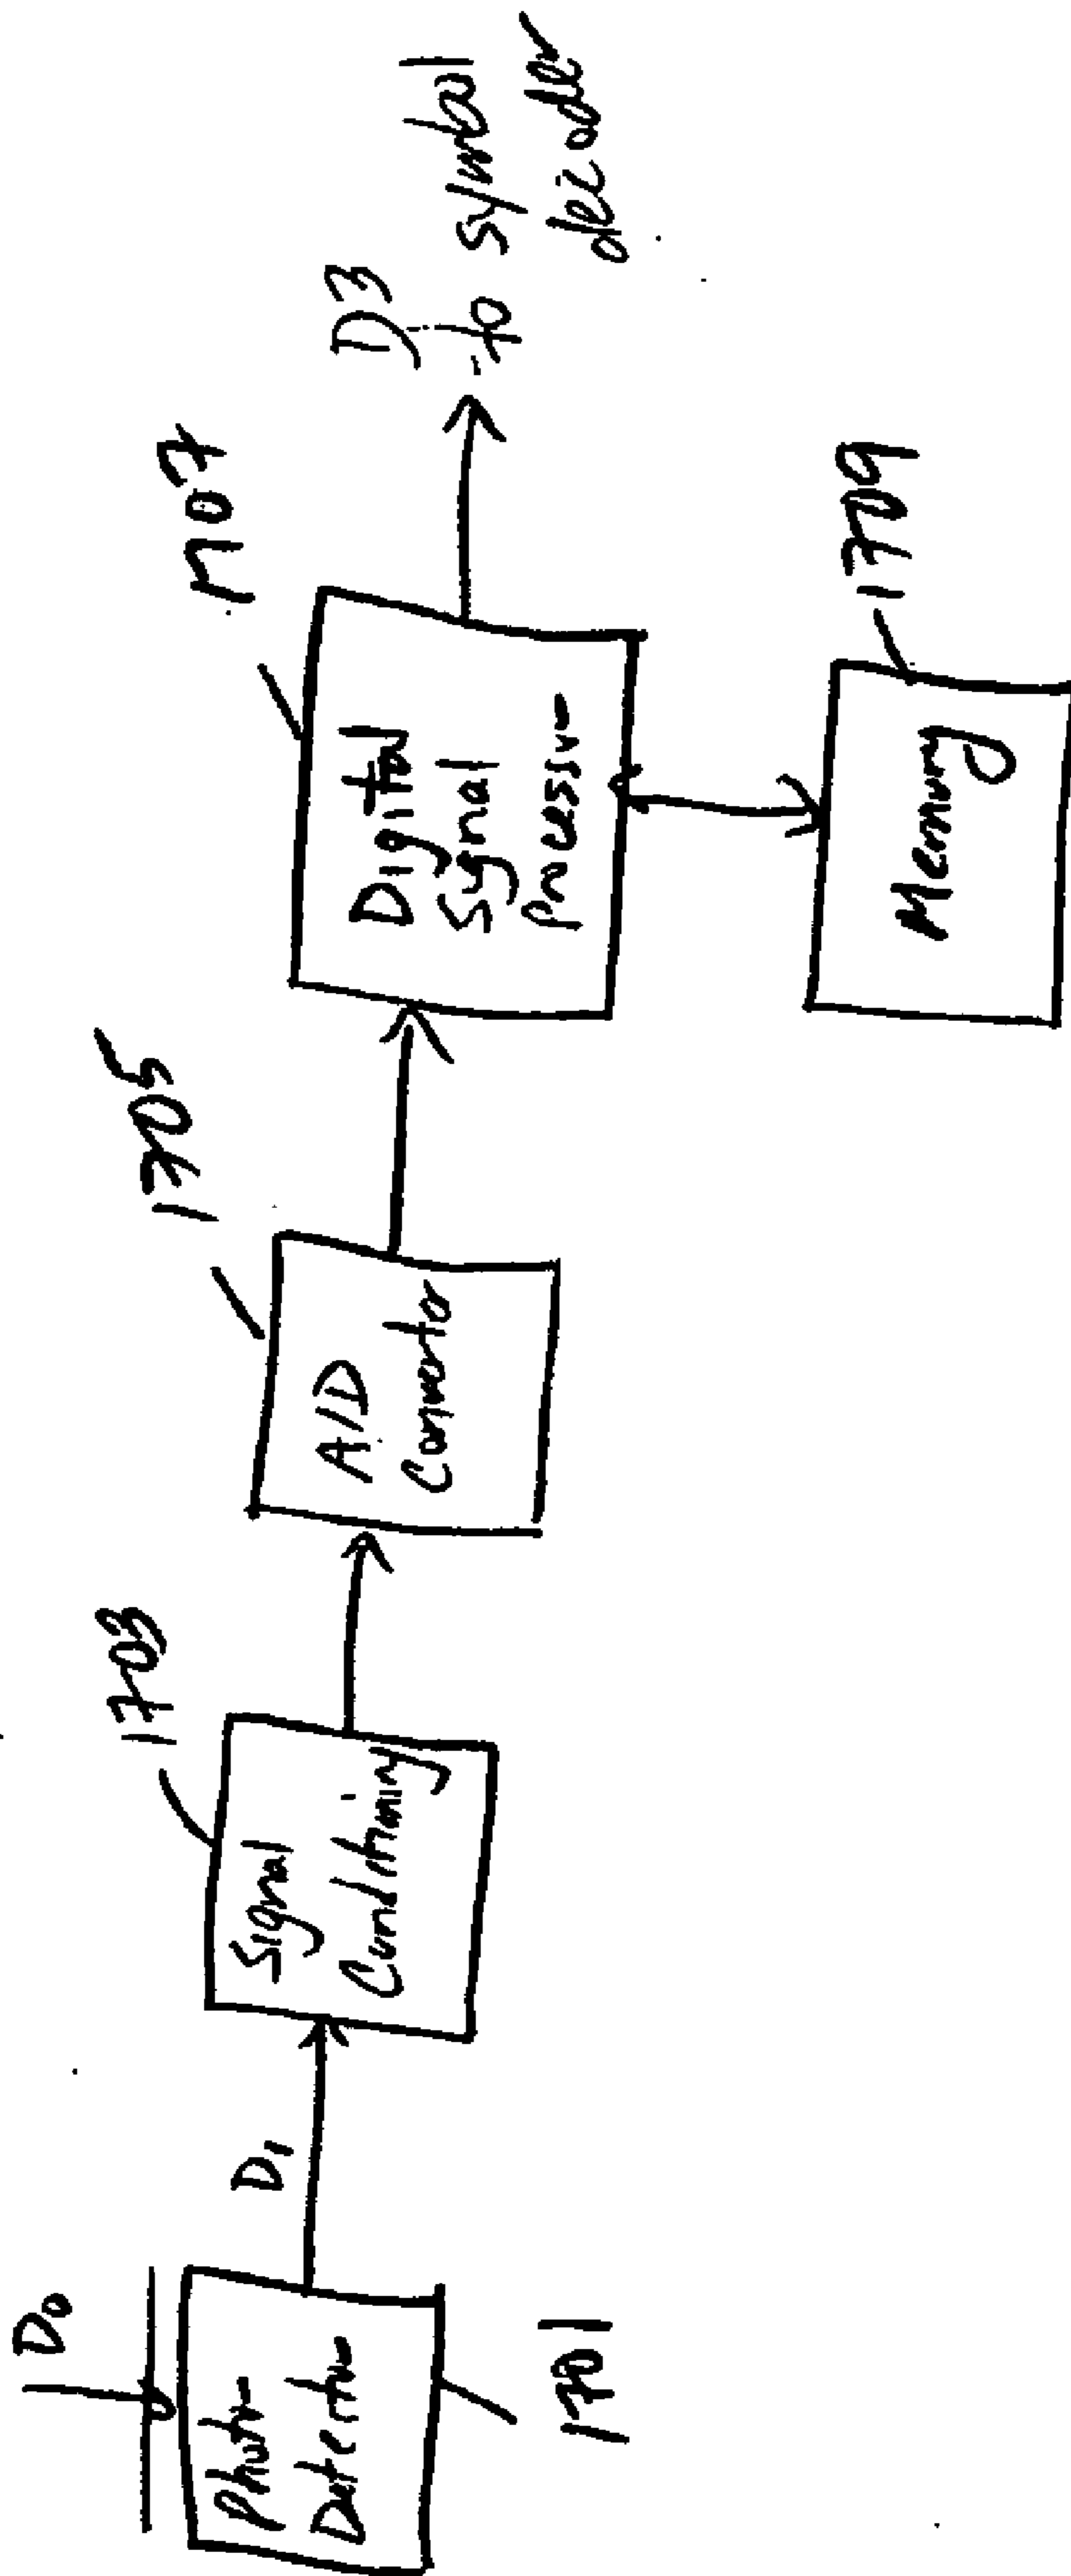 D0
Photo-
Detector
1701
D1
Signal
Conditioning
1703
A/D
Convertor
1705
Digital
Signal
Processor
1707
Memory
1709
D3
to symbol
decoder